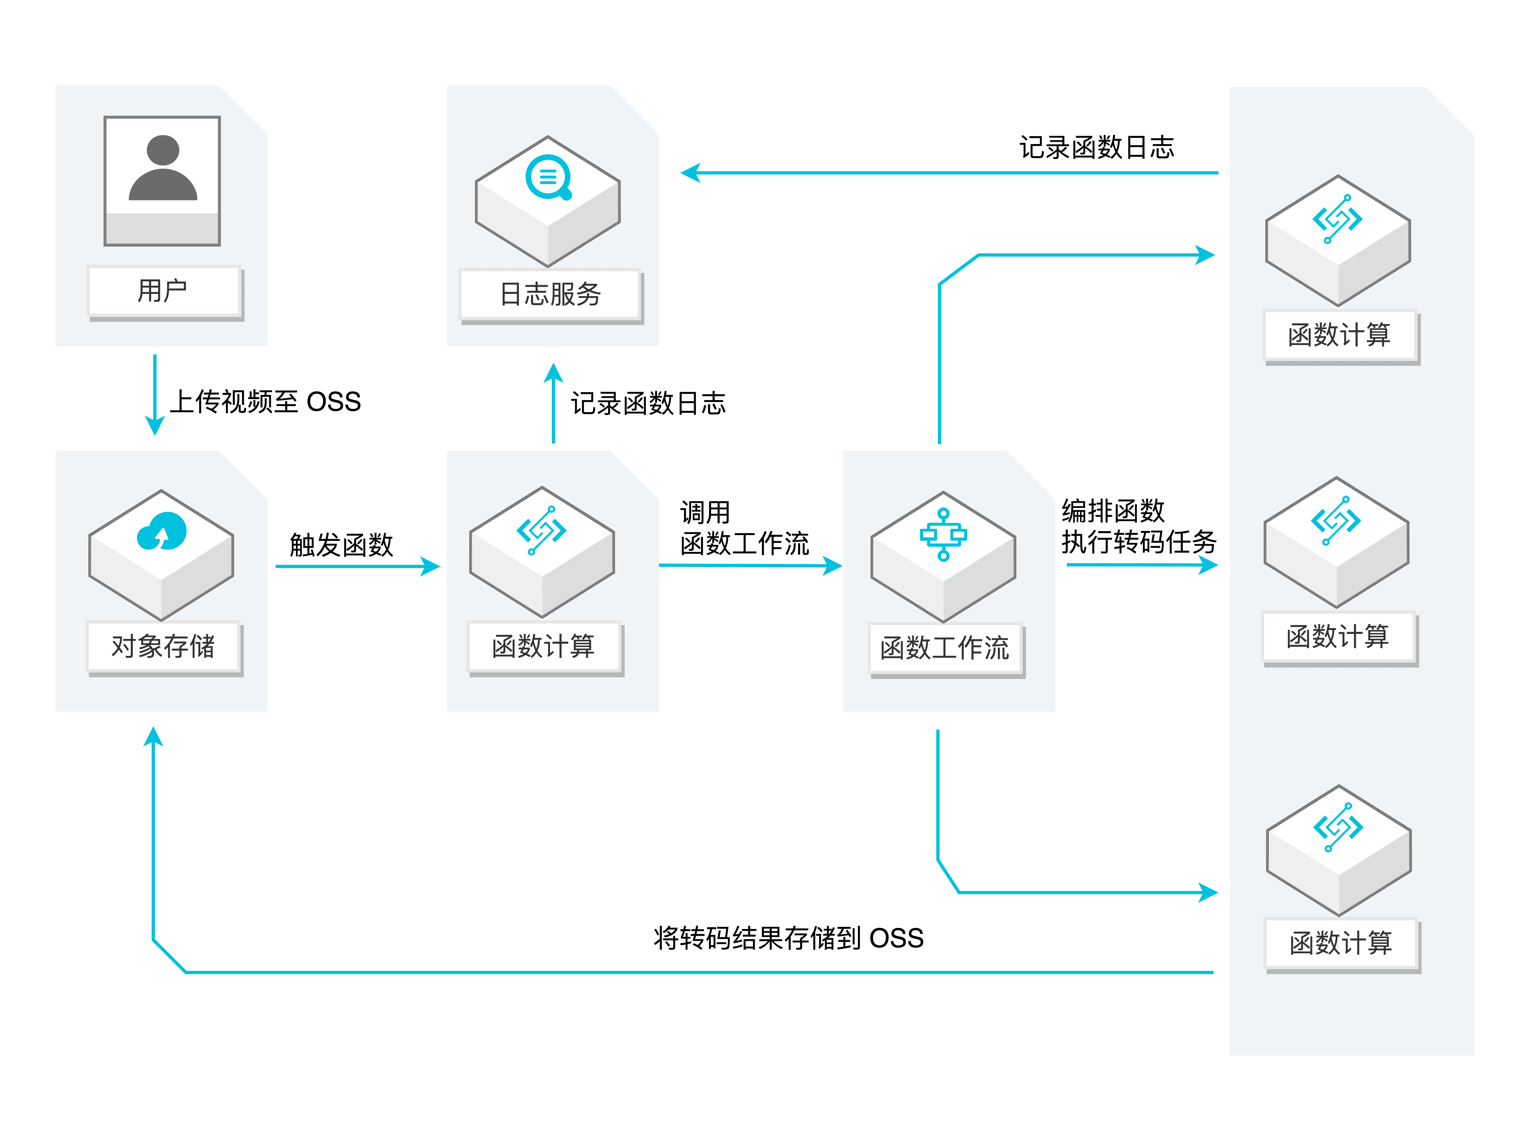 记录函数日志
用户
日志服务
函数计算
上传视频至 OSS
记录函数日志
触发函数
调用
函数工作流
编排函数
执行转码任务
对象存储
函数计算
函数工作流
函数计算
将转码结果存储到 OSS
函数计算